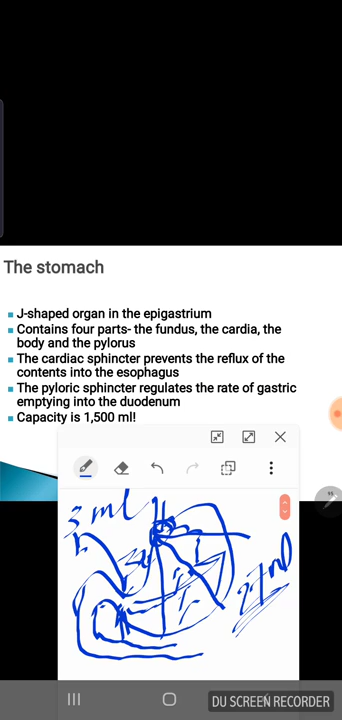 The stomach
J-shaped organ in the epigastrium
Contains four parts- the fundus, the cardia, the
body and the pylorus
The cardiac sphincter prevents the reflux of the
contents into the esophagus
The pyloric sphincter regulates the rate of gastric
emptying into the duodenum
Capacity is 1,500 ml!
3 ml
DU SCREEN RECORDER